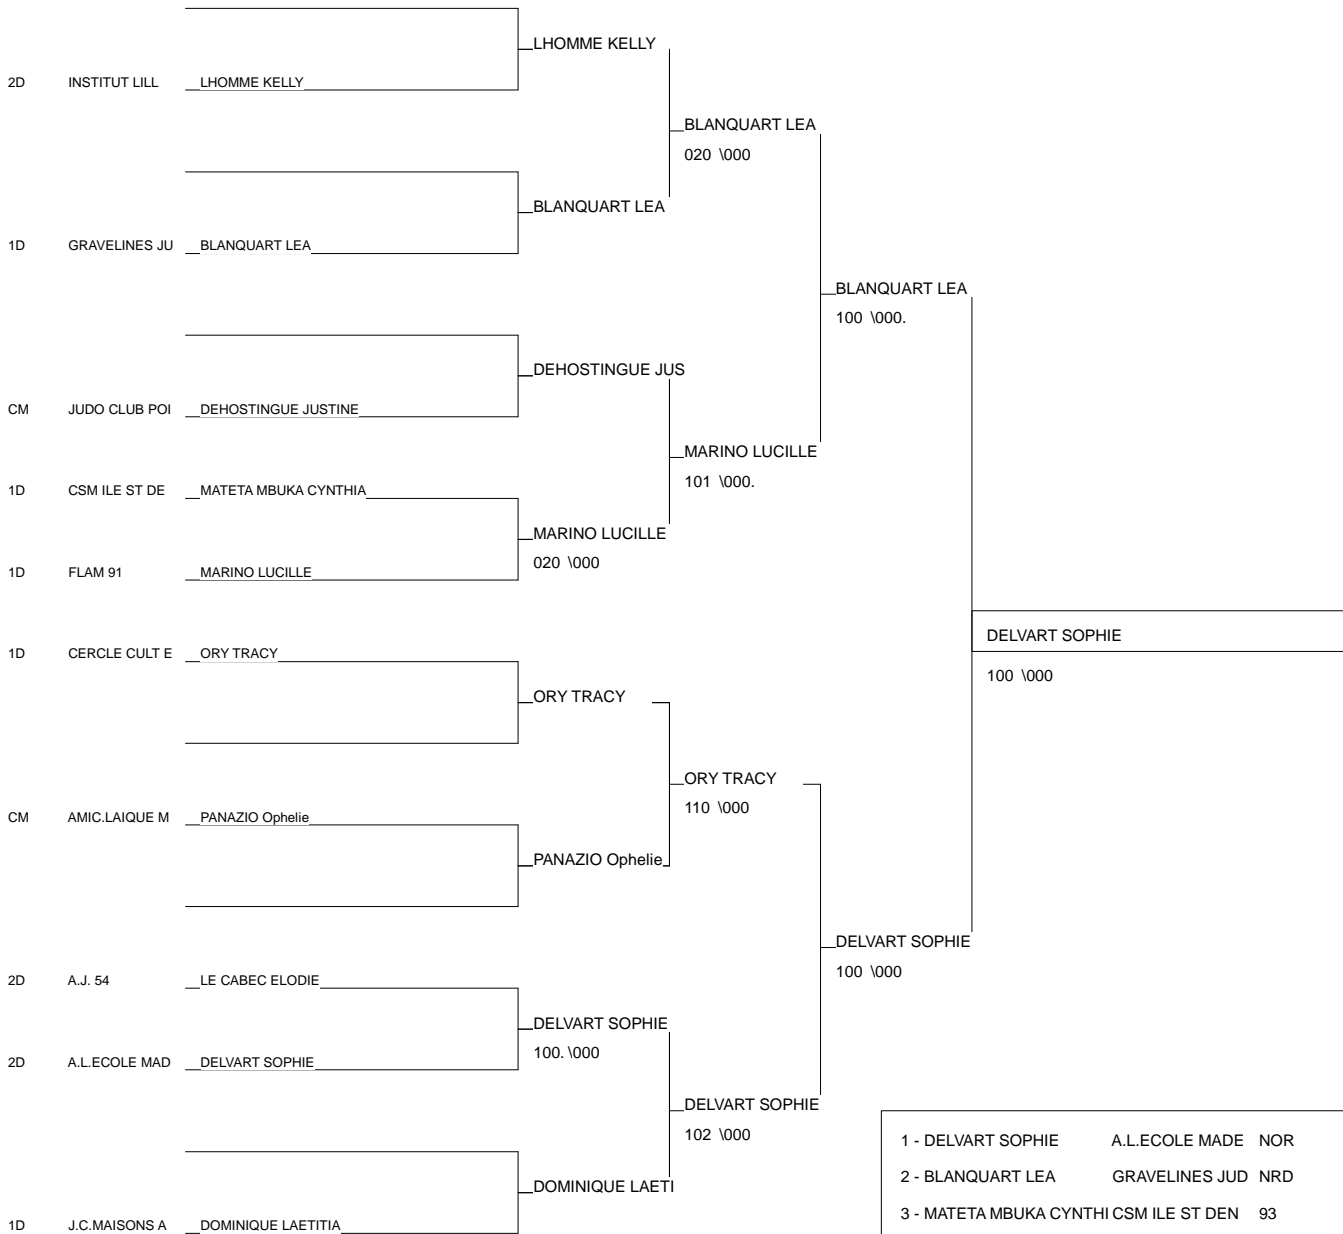 LHOMME KELLY
2D INSTITUT LILL LHOMME KELLY
BLANQUART LEA
020 \000
BLANQUART LEA
1D GRAVELINES JU BLANQUART LEA
BLANQUART LEA
100 \000.
DEHOSTINGUE JUS
CM JUDO CLUB POI DEHOSTINGUE JUSTINE
MARINO LUCILLE
101 \000.
1D CSM ILE ST DE MATETA MBUKA CYNTHIA
MARINO LUCILLE
020 \000
1D FLAM 91 MARINO LUCILLE
DELVART SOPHIE
100 \000
1D CERCLE CULT E ORY TRACY
ORY TRACY
ORY TRACY
110 \000
CM AMIC.LAIQUE M PANAZIO Ophelie
PANAZIO Ophelie
DELVART SOPHIE
100 \000
2D A.J. 54 LE CABEC ELODIE
DELVART SOPHIE
100. \000
2D A.L.ECOLE MAD DELVART SOPHIE
DELVART SOPHIE
102 \000
DOMINIQUE LAETI
1D J.C.MAISONS A DOMINIQUE LAETITIA
1 - DELVART SOPHIE A.L.ECOLE MADE NOR
2 - BLANQUART LEA GRAVELINES JUD NRD
3 - MATETA MBUKA CYNTHI CSM ILE ST DEN 93